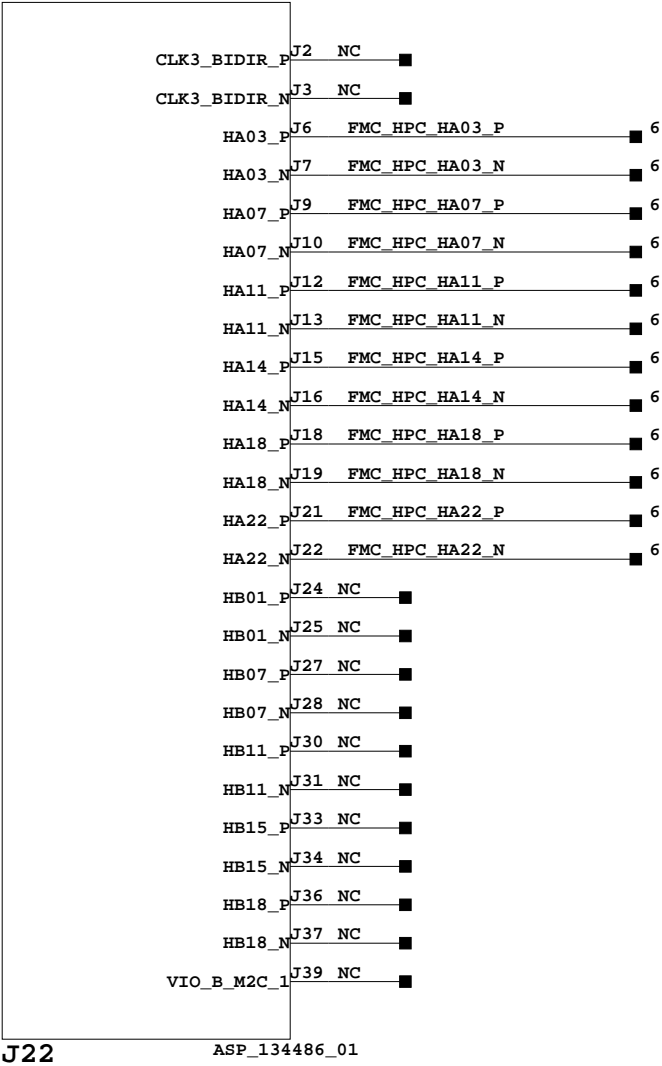 CLK3_BIDIR_P J2 NC
CLK3_BIDIR_N J3 NC
HA03_P J6 FMC_HPC_HA03_P 6
HA03_N J7 FMC_HPC_HA03_N 6
HA07_P J9 FMC_HPC_HA07_P 6
HA07_N J10 FMC_HPC_HA07_N 6
HA11_P J12 FMC_HPC_HA11_P 6
HA11_N J13 FMC_HPC_HA11_N 6
HA14_P J15 FMC_HPC_HA14_P 6
HA14_N J16 FMC_HPC_HA14_N 6
HA18_P J18 FMC_HPC_HA18_P 6
HA18_N J19 FMC_HPC_HA18_N 6
HA22_P J21 FMC_HPC_HA22_P 6
HA22_N J22 FMC_HPC_HA22_N 6
HB01_P J24 NC
HB01_N J25 NC
HB07_P J27 NC
HB07_N J28 NC
HB11_P J30 NC
HB11_N J31 NC
HB15_P J33 NC
HB15_N J34 NC
HB18_P J36 NC
HB18_N J37 NC
VIO_B_M2C_1 J39 NC
J22 ASP_134486_01